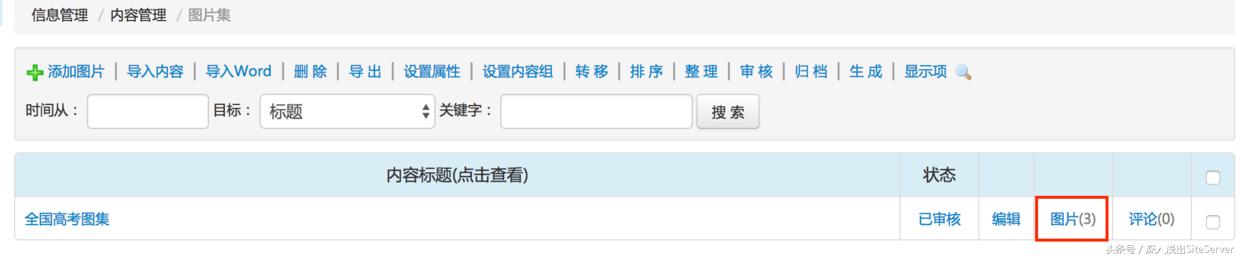 信息管理 / 内容管理 / 图片集
添加图片 | 导入内容 | 导入Word | 删 除 | 导 出 | 设置属性 | 设置内容组 | 转 移 | 排 序 | 整 理 | 审 核 | 归 档 | 生 成 | 显示项
时间从： 目标： 标题 关键字： 搜 索
内容标题(点击查看) 状态
全国高考图集 已审核 编辑 图片(3) 评论(0)
头条号 / 深入浅出SiteServer